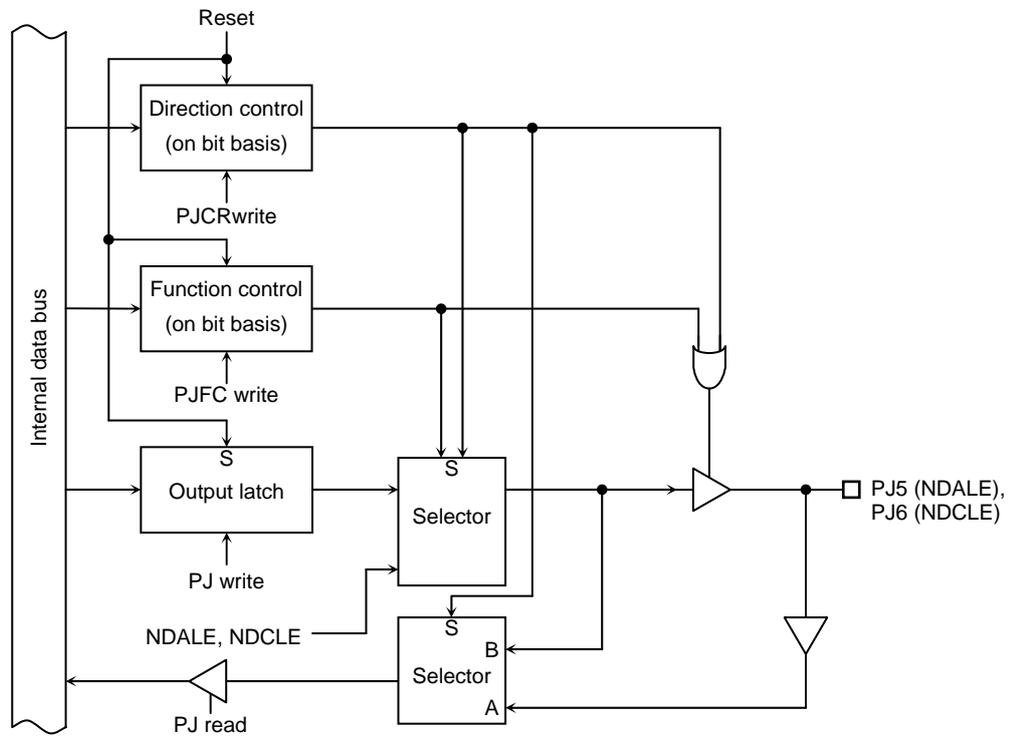 Reset
Direction control
(on bit basis)
PJCRwrite
Function control
(on bit basis)
PJFC write
Internal data bus
S
Output latch
PJ write
S
Selector
PJ5 (NDALE),
PJ6 (NDCLE)
NDALE, NDCLE
S
B
Selector
A
PJ read